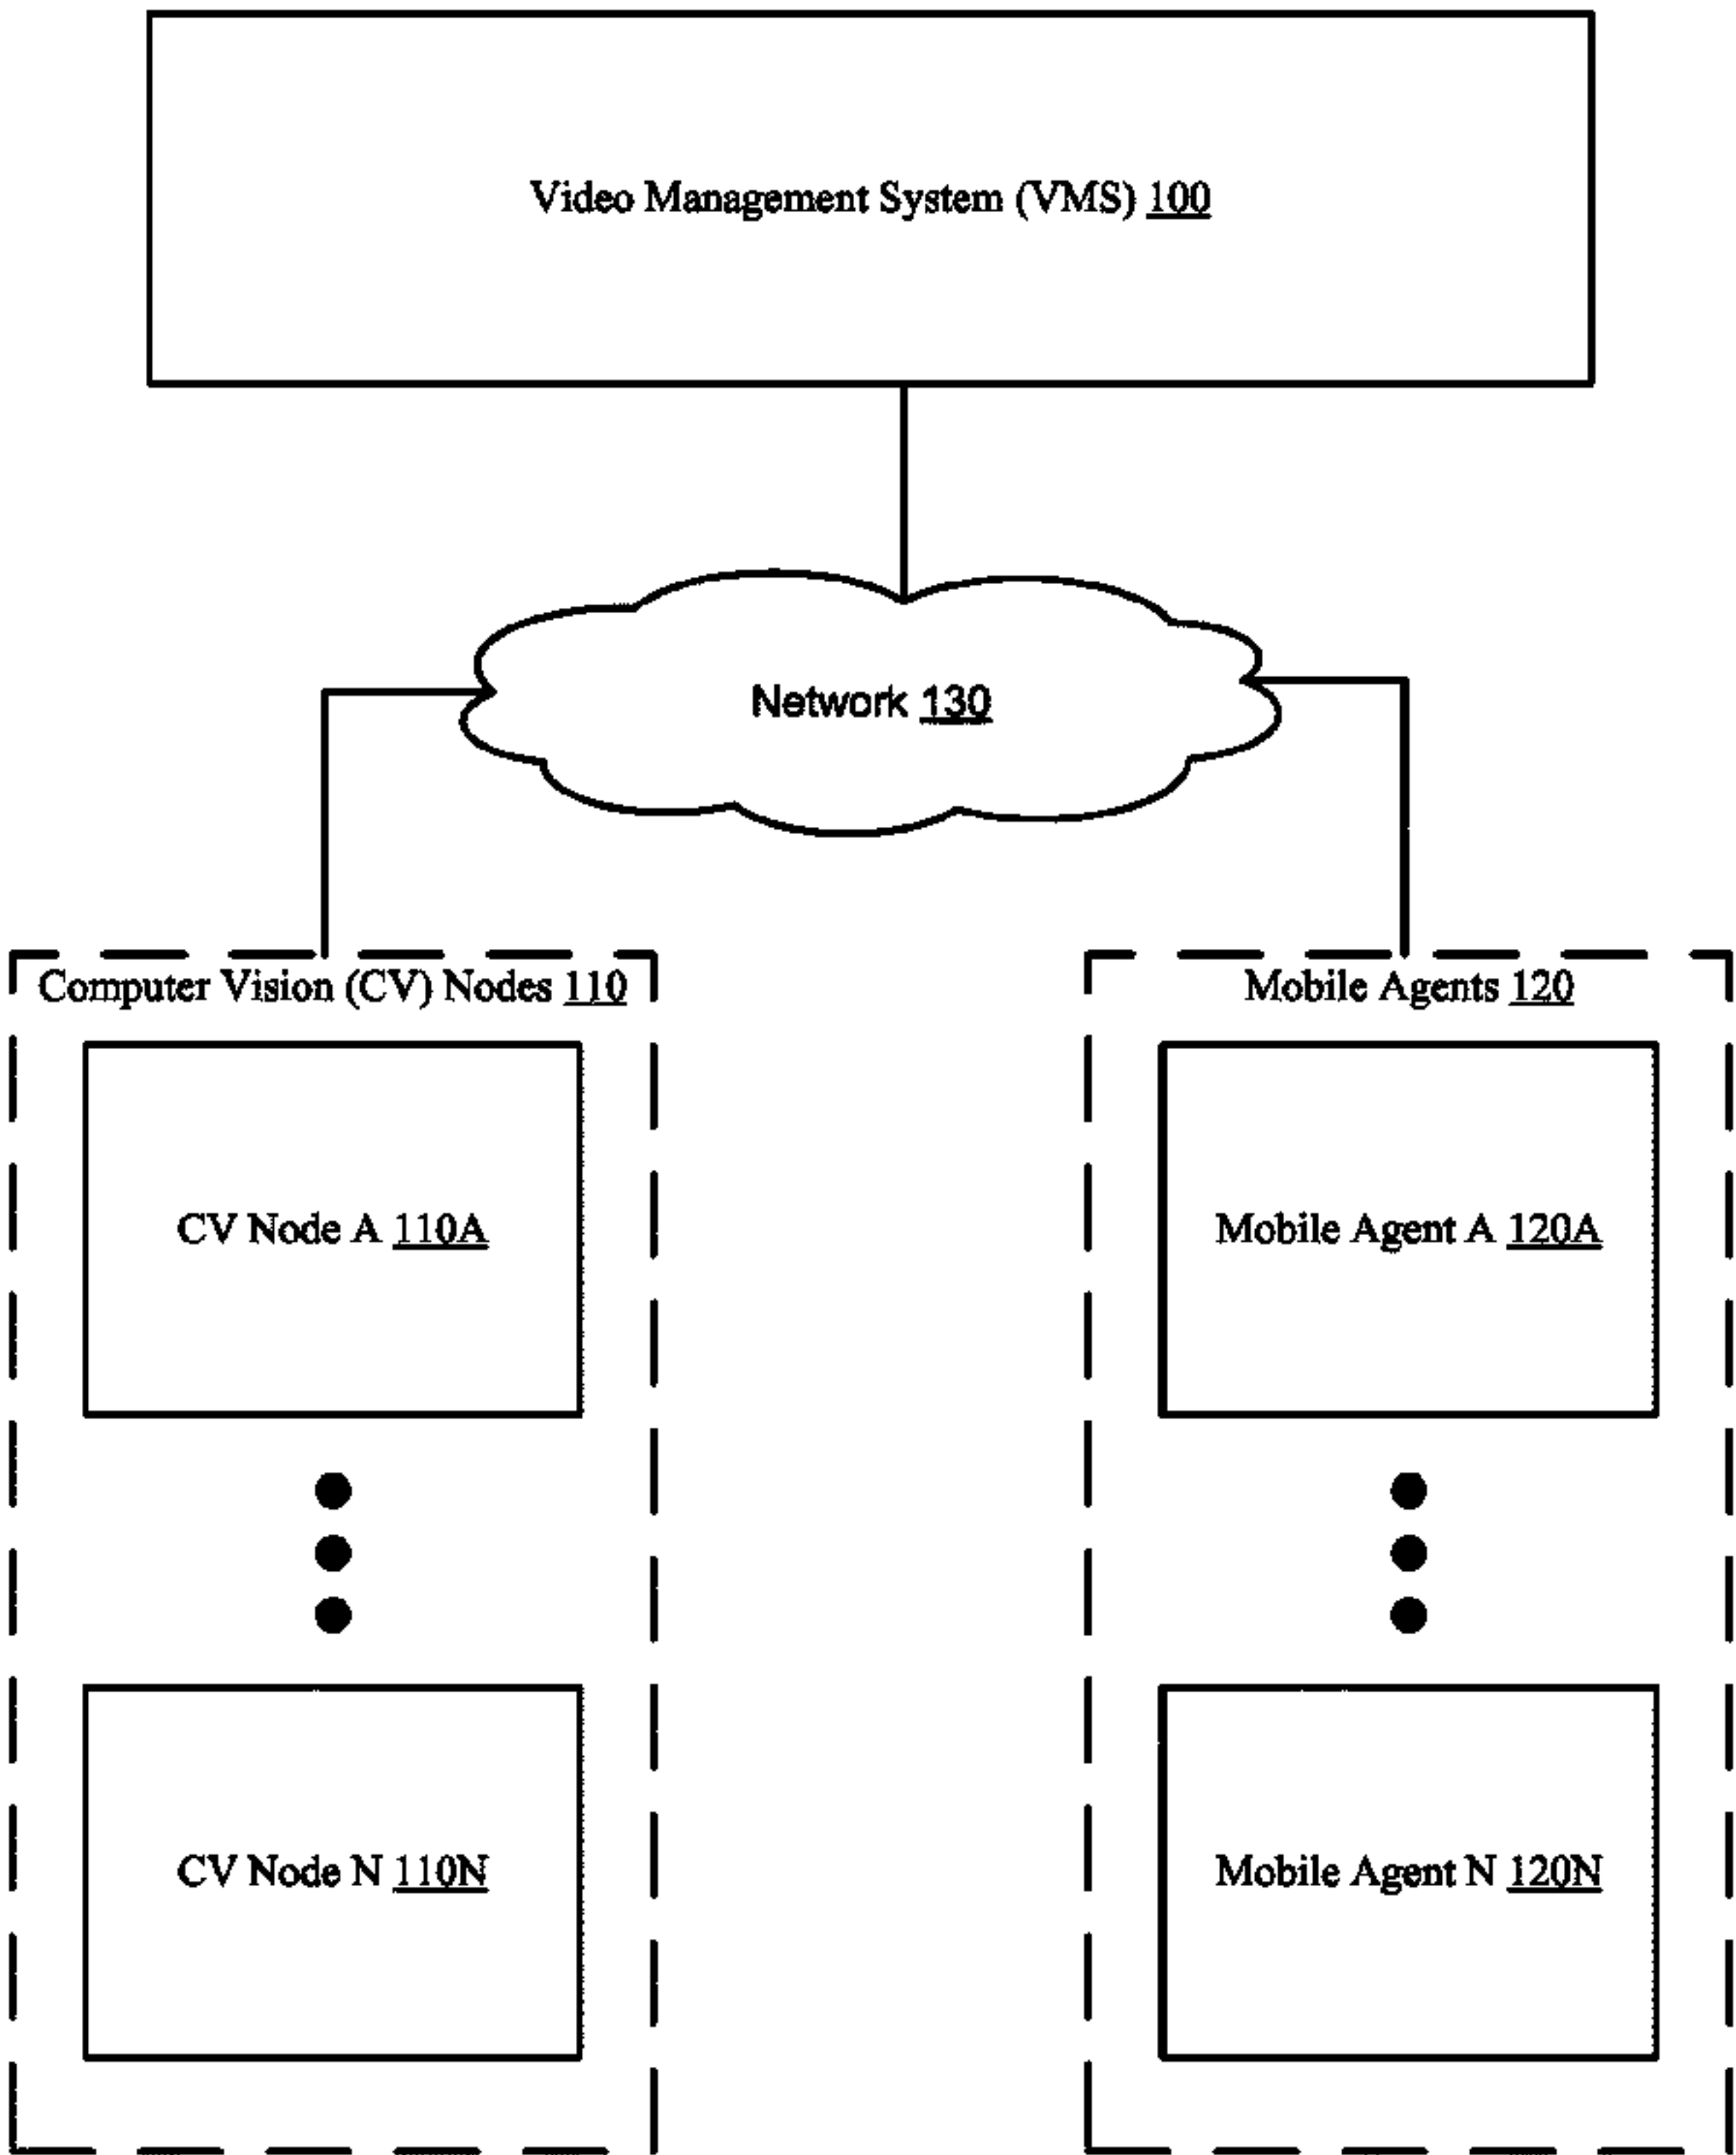 Video Management System (VMS) 100
Network 130
Computer Vision (CV) Nodes 110
CV Node A 110A
CV Node N 110N
Mobile Agents 120
Mobile Agent A 120A
Mobile Agent N 120N